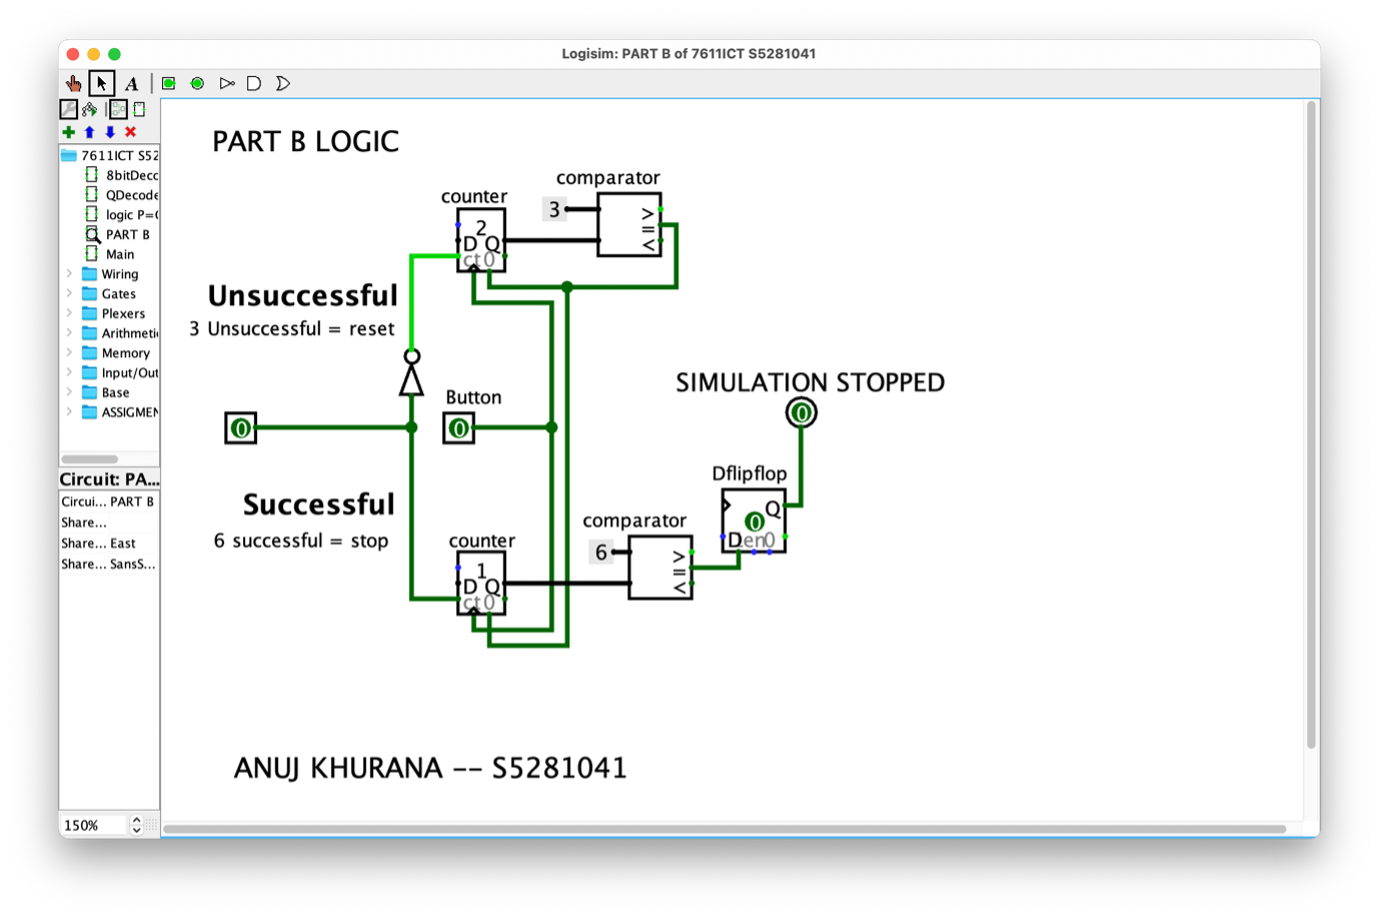 Logisim: PART B of 7611ICT S5281041
A
7611ICT S52
8bitDeco
QDecode
logic P=
PART B
Main
Wiring
Gates
Plexers
Arithmeti
Memory
Input/Out
Base
ASSIGMEN
Circuit: PA...
Circui... PART B
Share...
Share... East
Share... SansS...
150%
PART B LOGIC
comparator
counter
3
>
=
<
2
D Q
ct 0
Unsuccessful
3 Unsuccessful = reset
Button
0
0
SIMULATION STOPPED
0
Successful
6 successful = stop
Dflipflop
Q
0
D en 0
comparator
6
>
=
<
counter
1
D Q
ct 0
ANUJ KHURANA -- S5281041